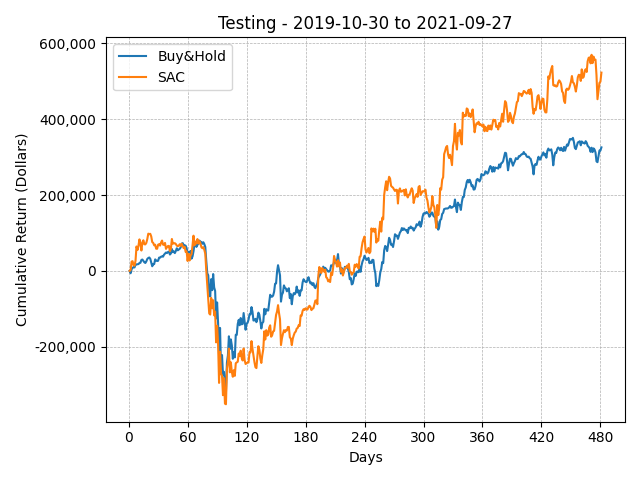 Testing - 2019-10-30 to 2021-09-27
Buy&Hold
SAC
Cumulative Return (Dollars)
600,000
400,000
200,000
0
-200,000
0 60 120 180 240 300 360 420 480
Days